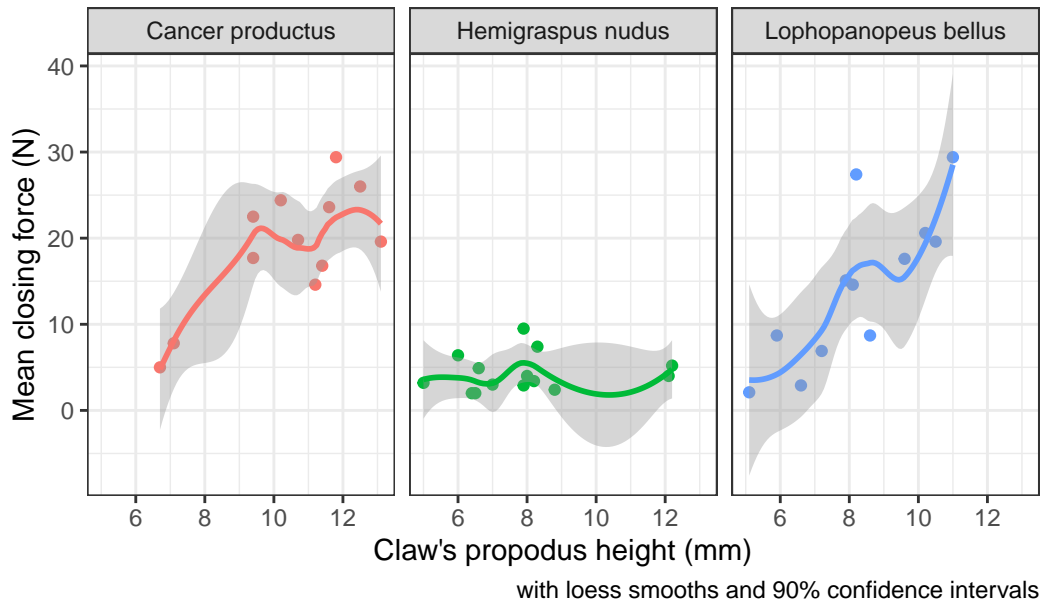 Cancer productus Hemigraspus nudus Lophopanopeus bellus
40
30
20
10
0
Mean closing force (N)
6 8 10 12 6 8 10 12 6 8 10 12
Claw's propodus height (mm)
with loess smooths and 90% confidence intervals